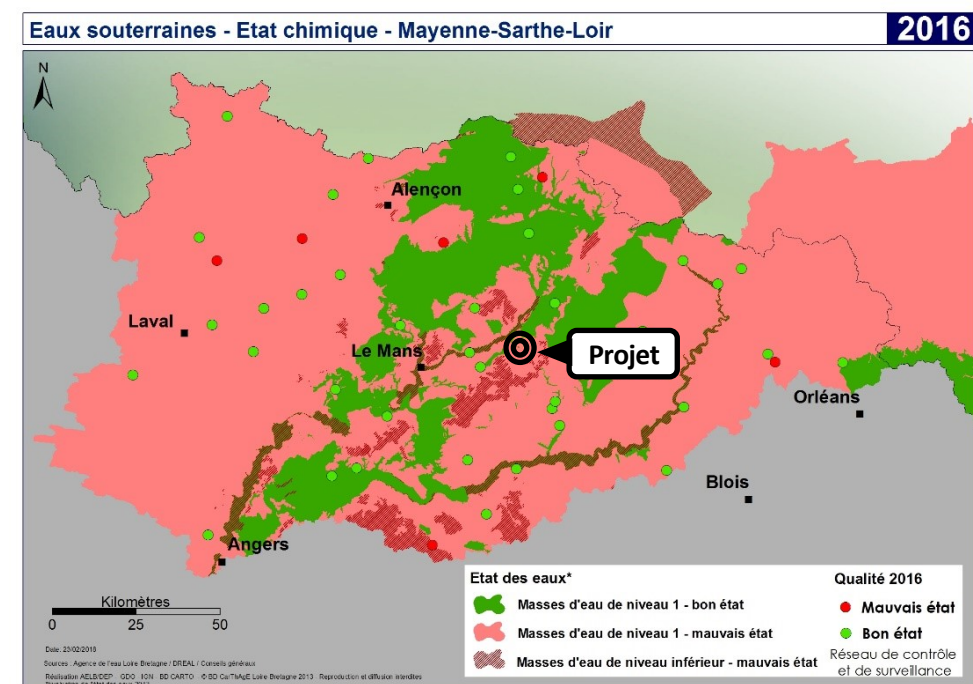 Eaux souterraines - Etat chimique - Mayenne-Sarthe-Loir
2016
N
Alençon
Laval
Le Mans
Projet
Orléans
Blois
Angers
Kilomètres
0 25 50
Date: 23/02/2018
Sources : Agence de l'eau Loire Bretagne / DREAL / Conseils généraux
Etat des eaux*
Masses d'eau de niveau 1 - bon état
Masses d'eau de niveau 1 - mauvais état
Masses d'eau de niveau inférieur - mauvais état
Qualité 2016
Mauvais état
Bon état
Réseau de contrôle
et de surveillance